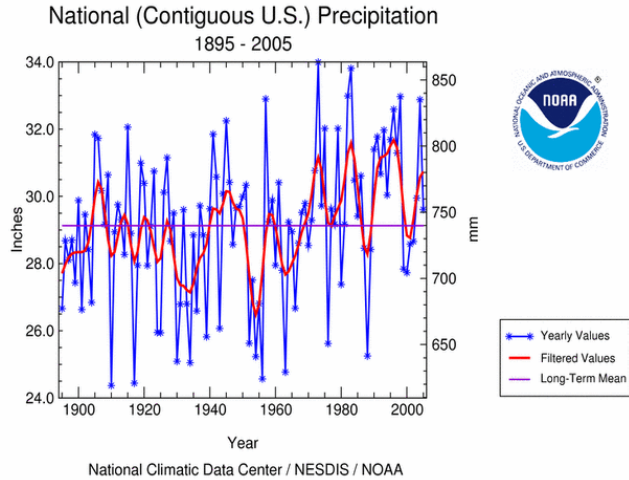 National (Contiguous U.S.) Precipitation
1895 - 2005
34.0
32.0
30.0
28.0
26.0
24.0
Inches
850
800
750
700
650
mm
1900
1920
1940
1960
1980
2000
Year
National Climatic Data Center / NESDIS / NOAA
NATIONAL OCEANIC AND ATMOSPHERIC ADMINISTRATION
NOAA
U.S. DEPARTMENT OF COMMERCE
®
Yearly Values
Filtered Values
Long-Term Mean